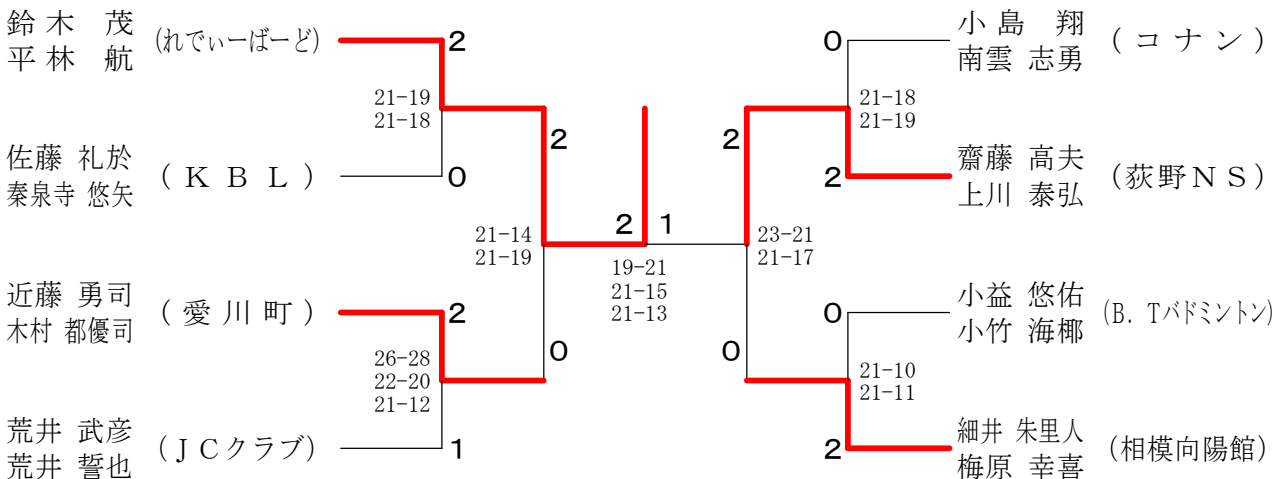 鈴木 茂
平林 航
(れでぃーばーど)
2
21-19
21-18
佐藤 礼於
秦泉寺 悠矢
(ＫＢＬ)
0
2
21-14
21-19
近藤 勇司
木村 都優司
(愛川町)
2
26-28
22-20
21-12
0
荒井 武彦
荒井 誓也
(ＪＣクラブ)
1
2 1
19-21
21-15
21-13
小島 翔
南雲 志勇
(コナン)
0
21-18
21-19
2
齋藤 高夫
上川 泰弘
(荻野ＮＳ)
2
23-21
21-17
小益 悠佑
小竹 海椰
(B．Tバドミントン)
0
0
21-10
21-11
細井 朱里人
梅原 幸喜
(相模向陽館)
2